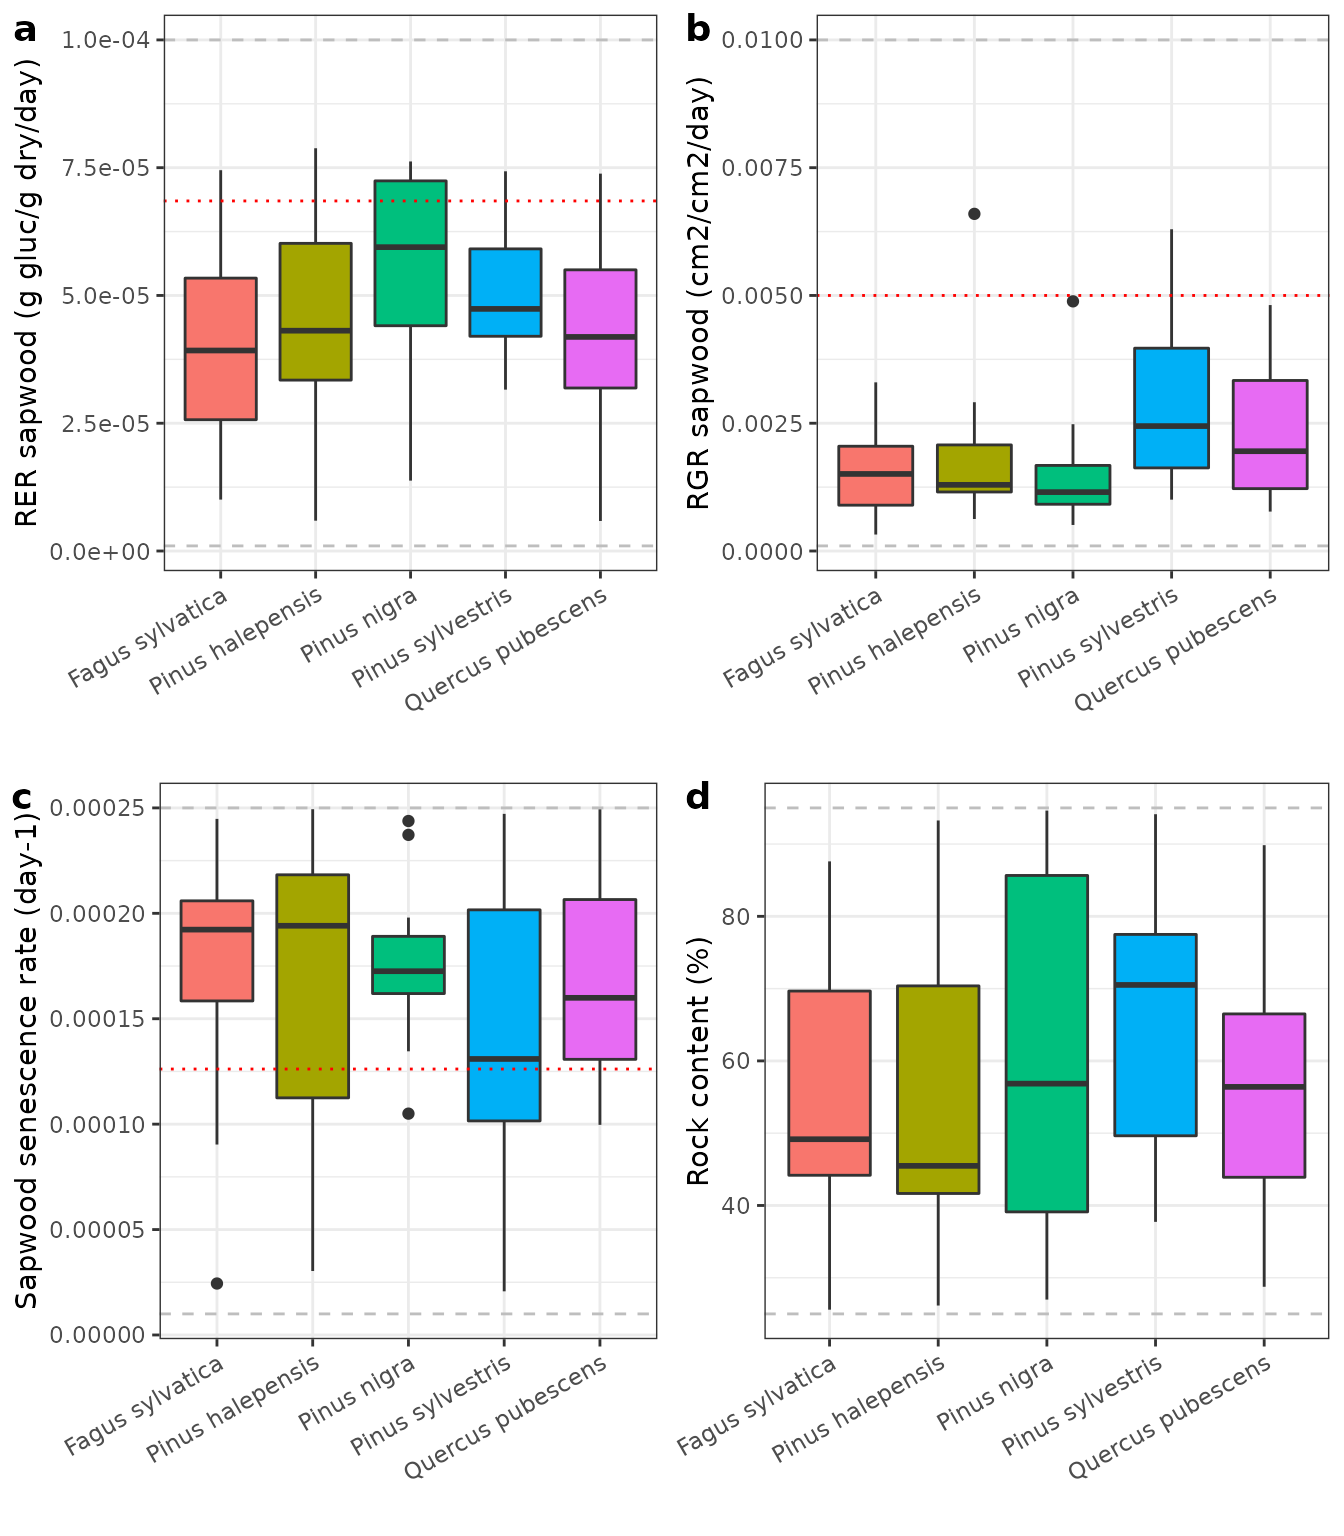 a
RER sapwood (g gluc/g dry/day)
1.0e-04
7.5e-05
5.0e-05
2.5e-05
0.0e+00
Fagus sylvatica
Pinus halepensis
Pinus nigra
Pinus sylvestris
Quercus pubescens
b
RGR sapwood (cm2/cm2/day)
0.0100
0.0075
0.0050
0.0025
0.0000
Fagus sylvatica
Pinus halepensis
Pinus nigra
Pinus sylvestris
Quercus pubescens
c
Sapwood senescence rate (day-1)
0.00025
0.00020
0.00015
0.00010
0.00005
0.00000
Fagus sylvatica
Pinus halepensis
Pinus nigra
Pinus sylvestris
Quercus pubescens
d
Rock content (%)
80
60
40
Fagus sylvatica
Pinus halepensis
Pinus nigra
Pinus sylvestris
Quercus pubescens